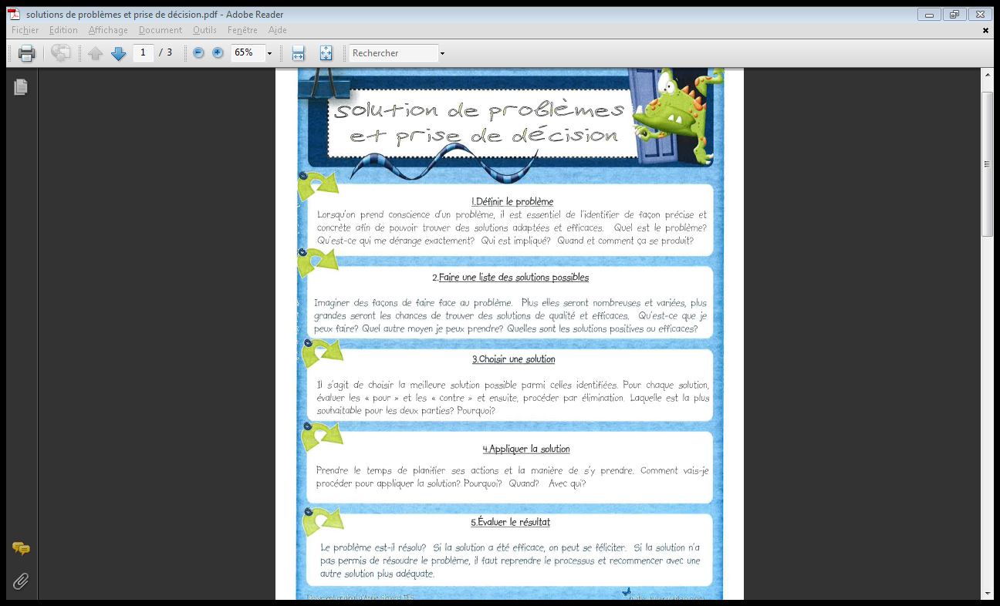 solutions de problèmes et prise de décision.pdf - Adobe Reader
Fichier Edition Affichage Document Outils Fenêtre Aide
1 / 3 65% Rechercher
solution de problèmes
et prise de décision
1.Définir le problème
Lorsqu'on prend conscience d'un problème, il est essentiel de l'identifier de façon précise et
concrète afin de pouvoir trouver des solutions adaptées et efficaces. Quel est le problème?
Qu'est-ce qui me dérange exactement? Qui est impliqué? Quand et comment ça se produit?
2.Faire une liste des solutions possibles
Imaginer des façons de faire face au problème. Plus elles seront nombreuses et variées, plus
grandes seront les chances de trouver des solutions de qualité et efficaces. Qu'est-ce que je
peux faire? Quel autre moyen je peux prendre? Quelles sont les solutions positives ou efficaces?
3.Choisir une solution
Il s'agit de choisir la meilleure solution possible parmi celles identifiées. Pour chaque solution,
évaluer les « pour » et les « contre » et ensuite, procéder par élimination. Laquelle est la plus
souhaitable pour les deux parties? Pourquoi?
4.Appliquer la solution
Prendre le temps de planifier ses actions et la manière de s'y prendre. Comment vais-je
procéder pour appliquer la solution? Pourquoi? Quand? Avec qui?
5.Évaluer le résultat
Le problème est-il résolu? Si la solution a été efficace, on peut se féliciter. Si la solution n'a
pas permis de résoudre le problème, il faut reprendre le processus et recommencer avec une
autre solution plus adéquate.